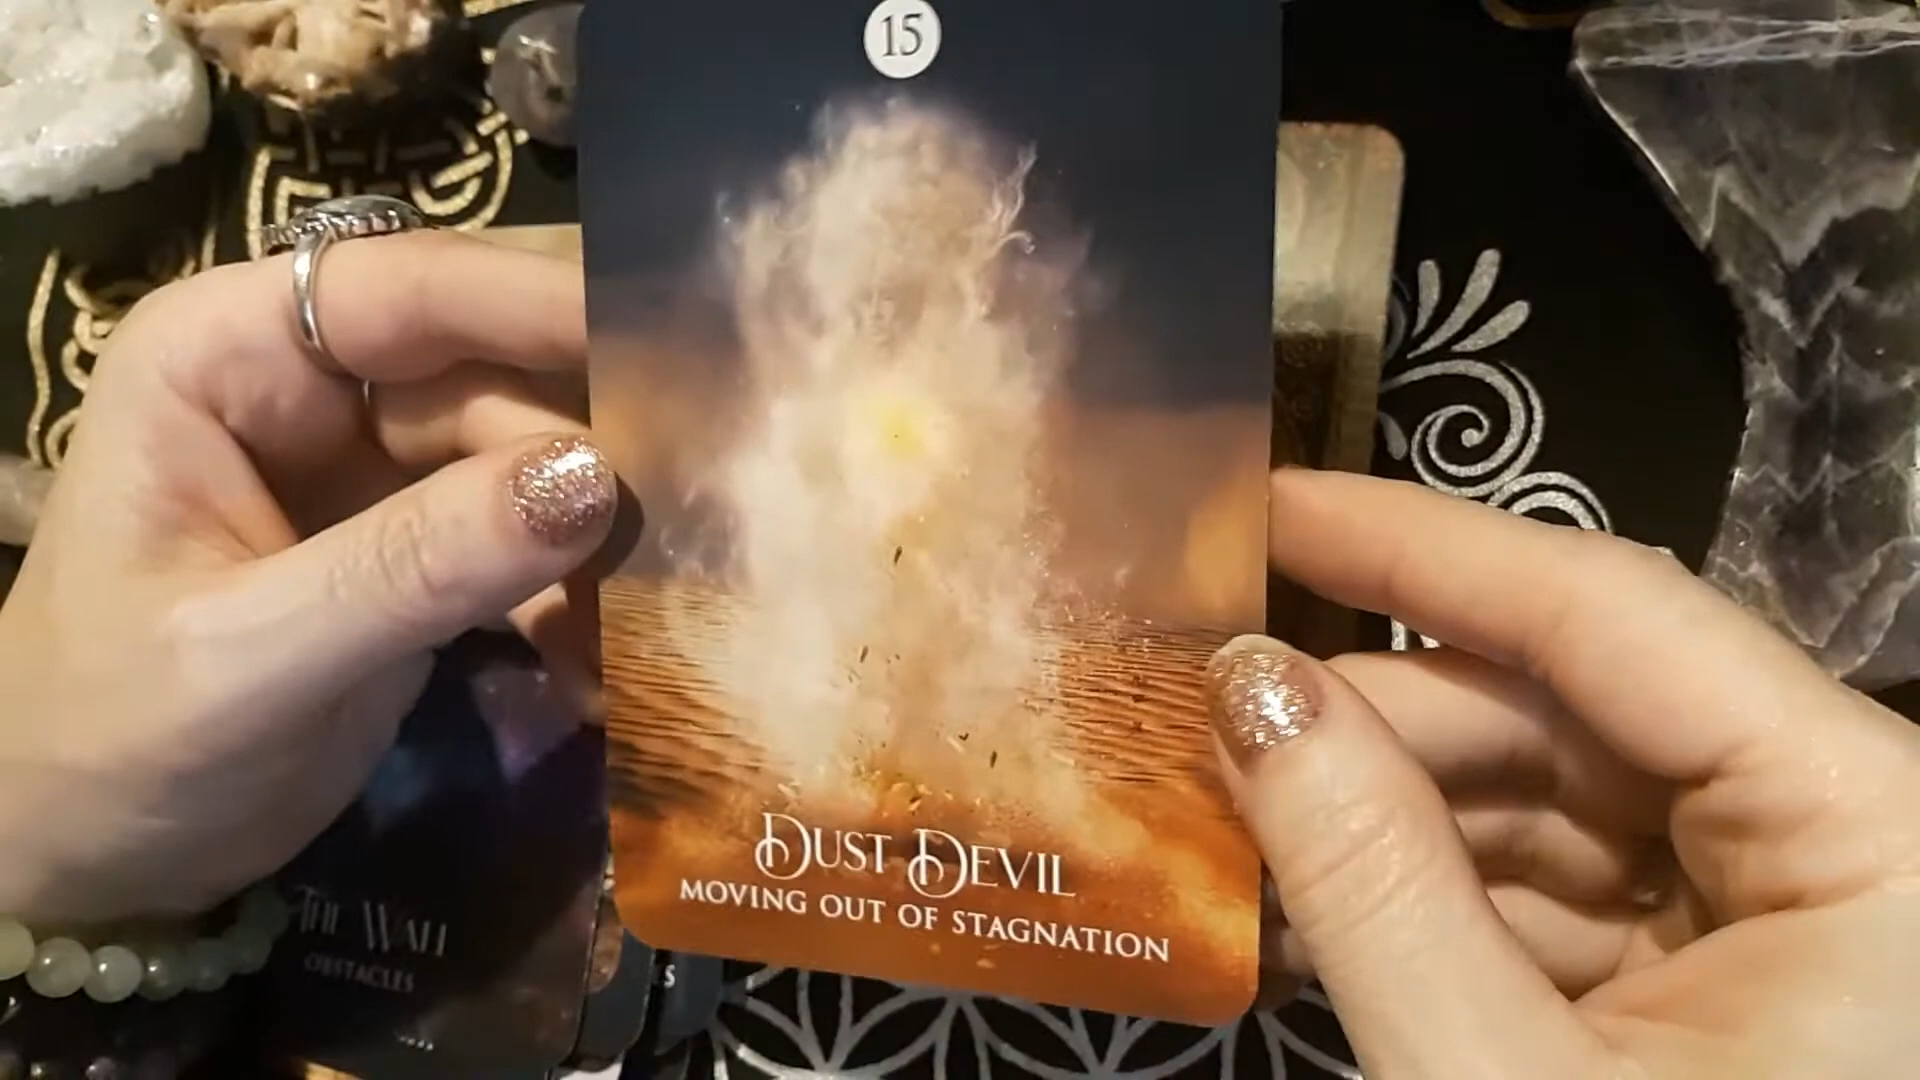 15
DUST DEVIL
MOVING OUT OF STAGNATION
THE WALL
OBSTACLES
S